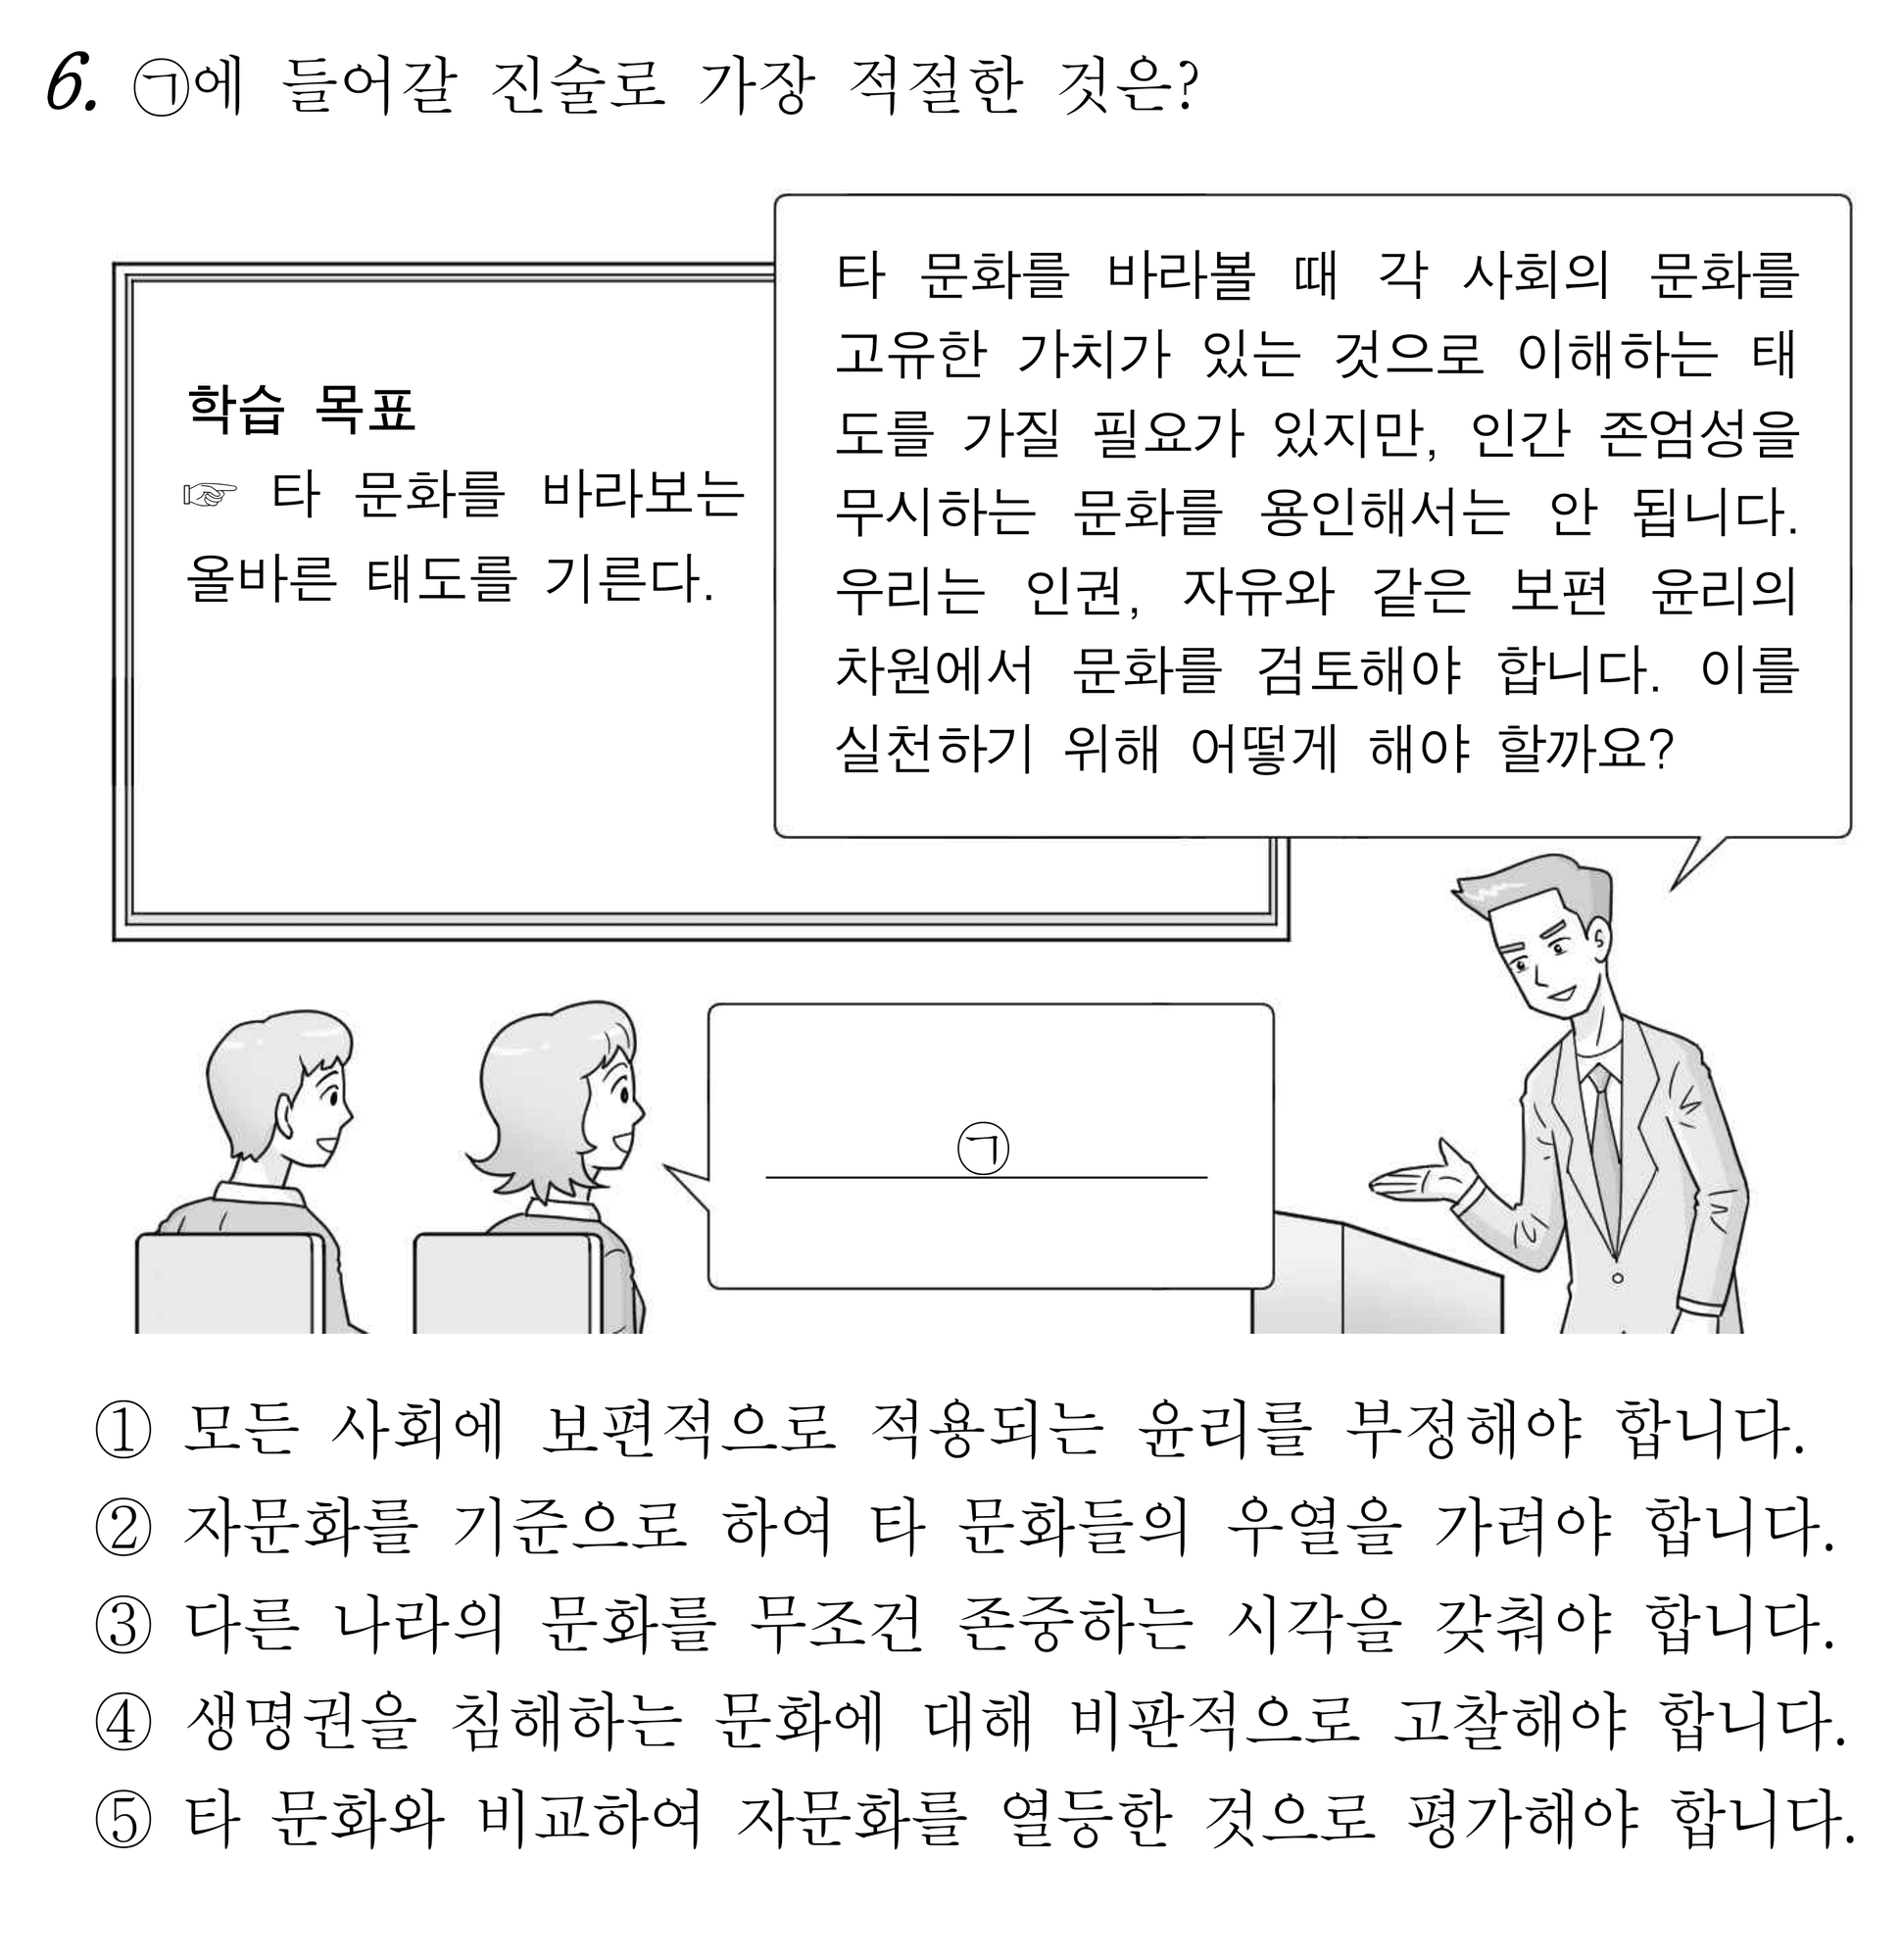 6. ㉠에 들어갈 진술로 가장 적절한 것은?
학습 목표
☞ 타 문화를 바라보는
올바른 태도를 기른다.
타 문화를 바라볼 때 각 사회의 문화를
고유한 가치가 있는 것으로 이해하는 태
도를 가질 필요가 있지만, 인간 존엄성을
무시하는 문화를 용인해서는 안 됩니다.
우리는 인권, 자유와 같은 보편 윤리의
차원에서 문화를 검토해야 합니다. 이를
실천하기 위해 어떻게 해야 할까요?
㉠
① 모든 사회에 보편적으로 적용되는 윤리를 부정해야 합니다.
② 자문화를 기준으로 하여 타 문화들의 우열을 가려야 합니다.
③ 다른 나라의 문화를 무조건 존중하는 시각을 갖춰야 합니다.
④ 생명권을 침해하는 문화에 대해 비판적으로 고찰해야 합니다.
⑤ 타 문화와 비교하여 자문화를 열등한 것으로 평가해야 합니다.